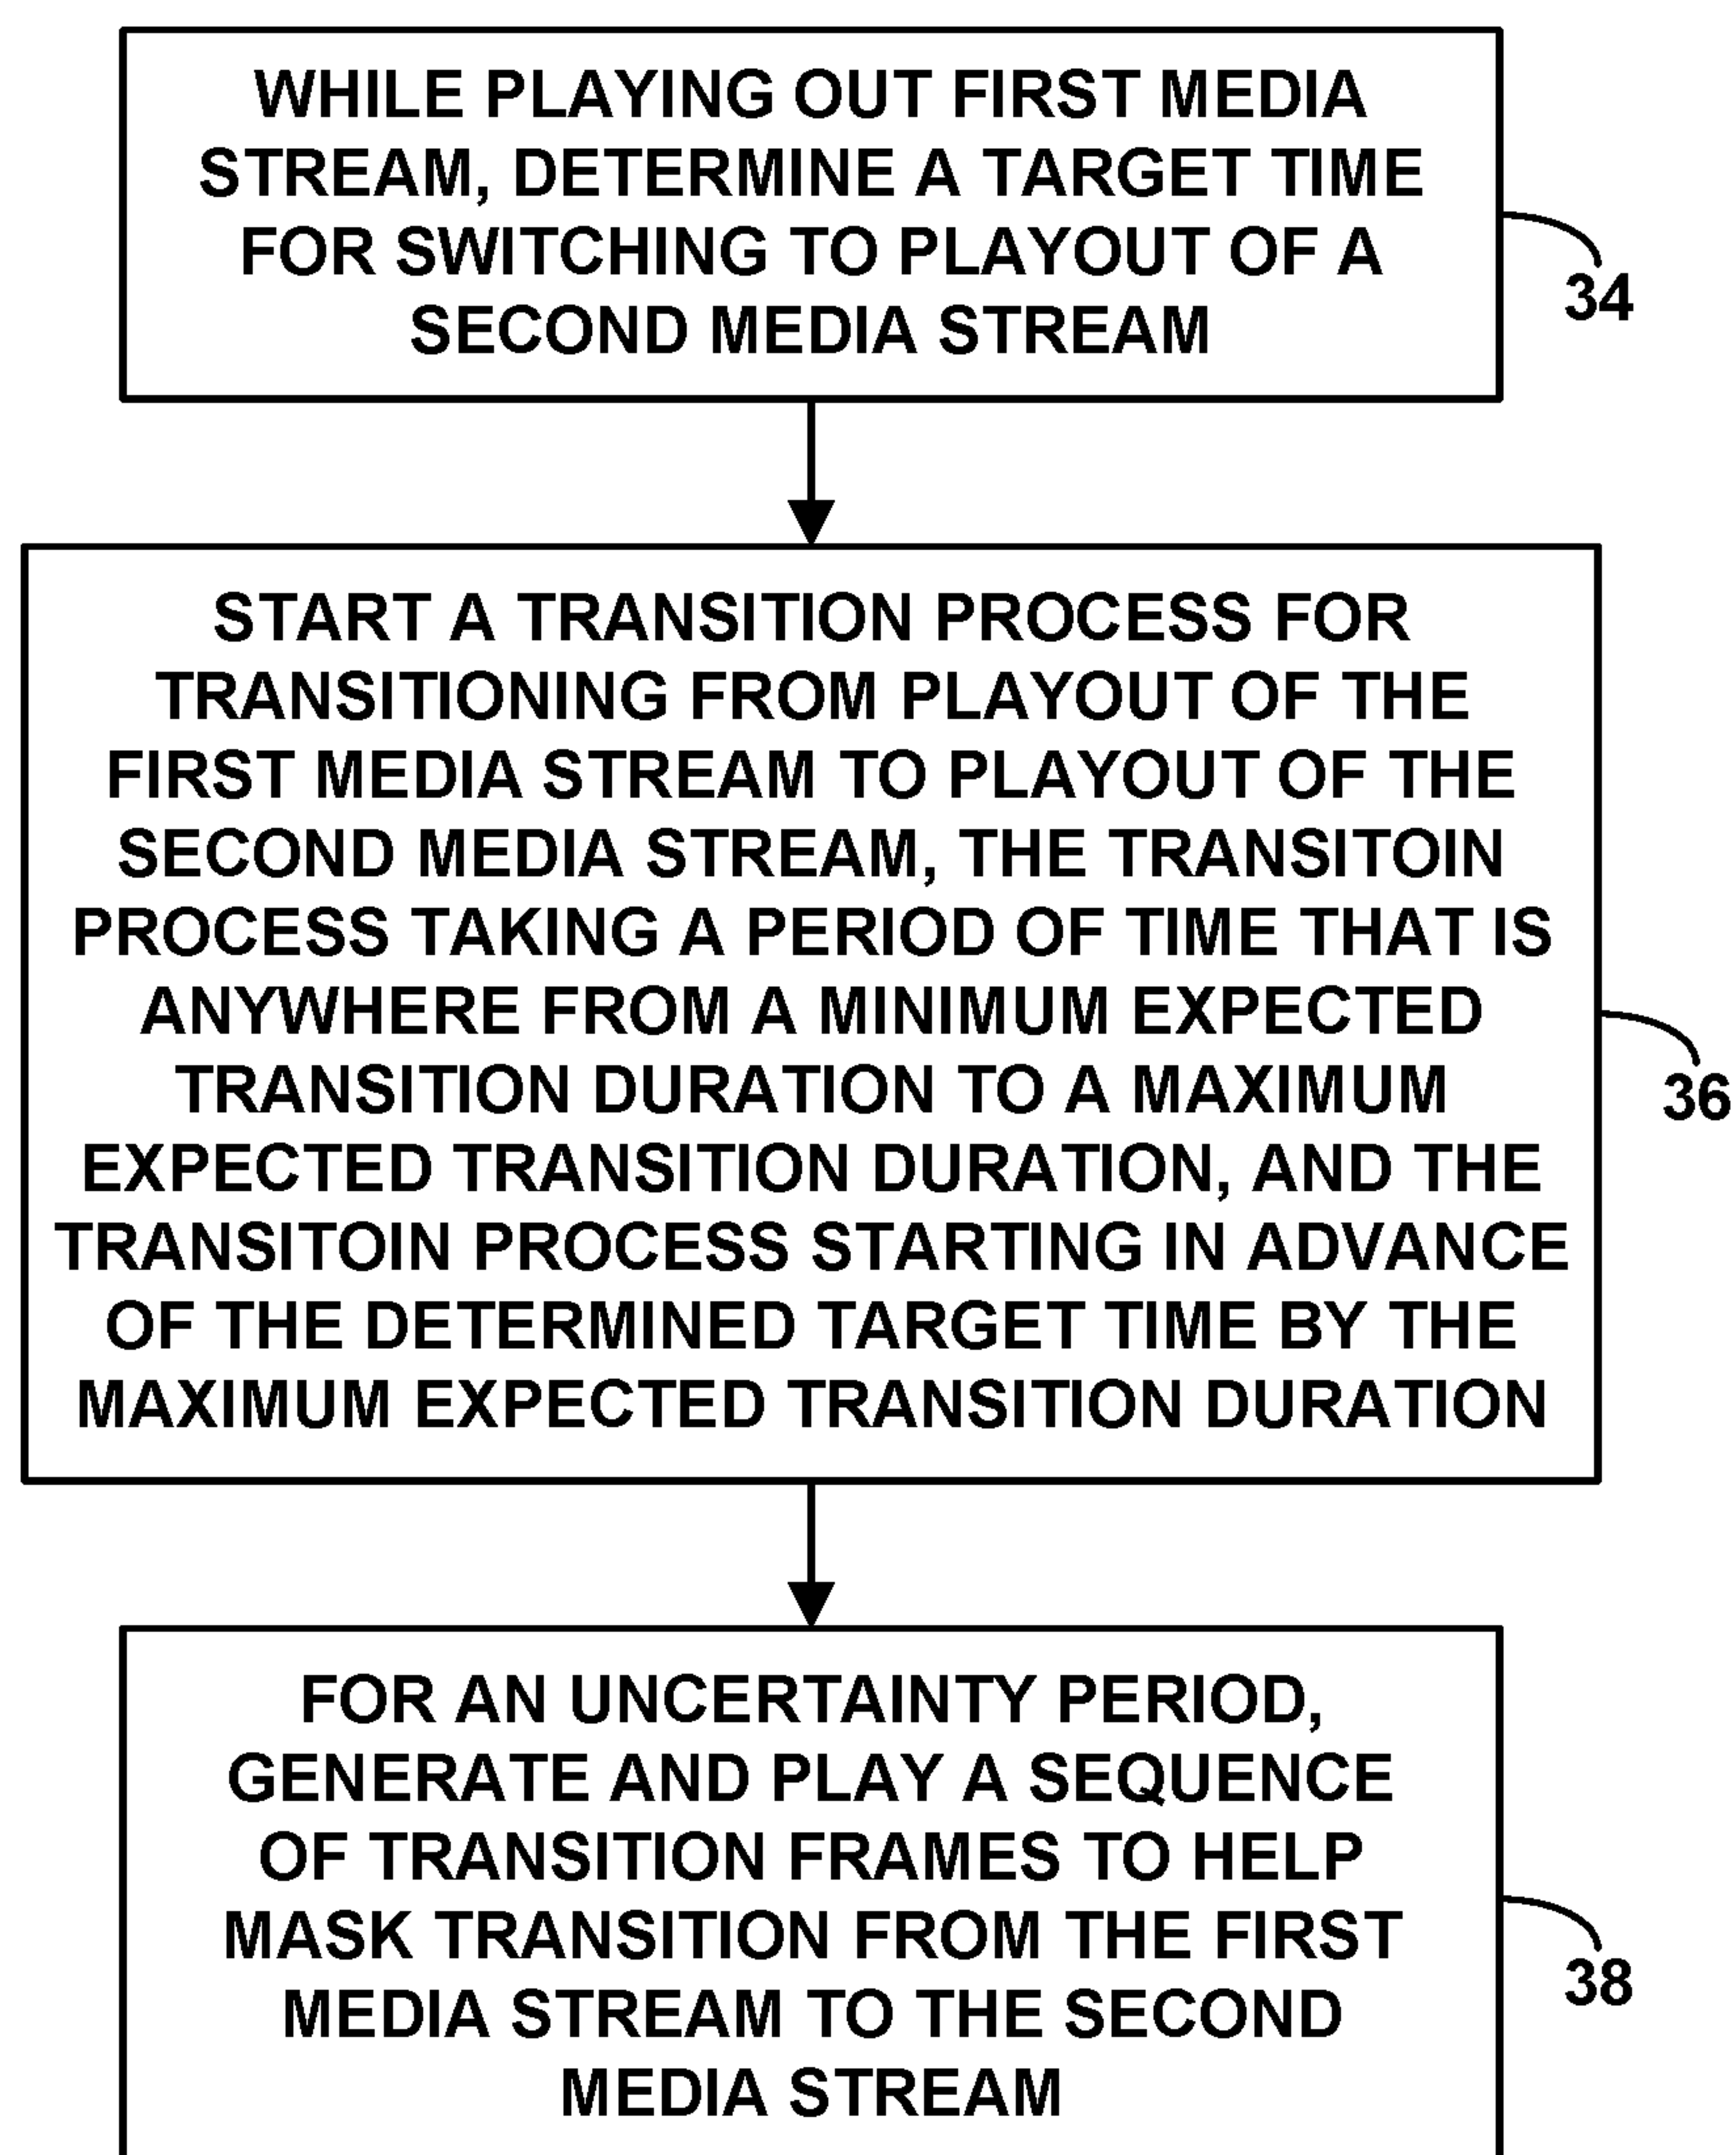 WHILE PLAYING OUT FIRST MEDIA
STREAM, DETERMINE A TARGET TIME
FOR SWITCHING TO PLAYOUT OF A
SECOND MEDIA STREAM
34
START A TRANSITION PROCESS FOR
TRANSITIONING FROM PLAYOUT OF THE
FIRST MEDIA STREAM TO PLAYOUT OF THE
SECOND MEDIA STREAM, THE TRANSITOIN
PROCESS TAKING A PERIOD OF TIME THAT IS
ANYWHERE FROM A MINIMUM EXPECTED
TRANSITION DURATION TO A MAXIMUM
EXPECTED TRANSITION DURATION, AND THE
TRANSITOIN PROCESS STARTING IN ADVANCE
OF THE DETERMINED TARGET TIME BY THE
MAXIMUM EXPECTED TRANSITION DURATION
36
FOR AN UNCERTAINTY PERIOD,
GENERATE AND PLAY A SEQUENCE
OF TRANSITION FRAMES TO HELP
MASK TRANSITION FROM THE FIRST
MEDIA STREAM TO THE SECOND
MEDIA STREAM
38